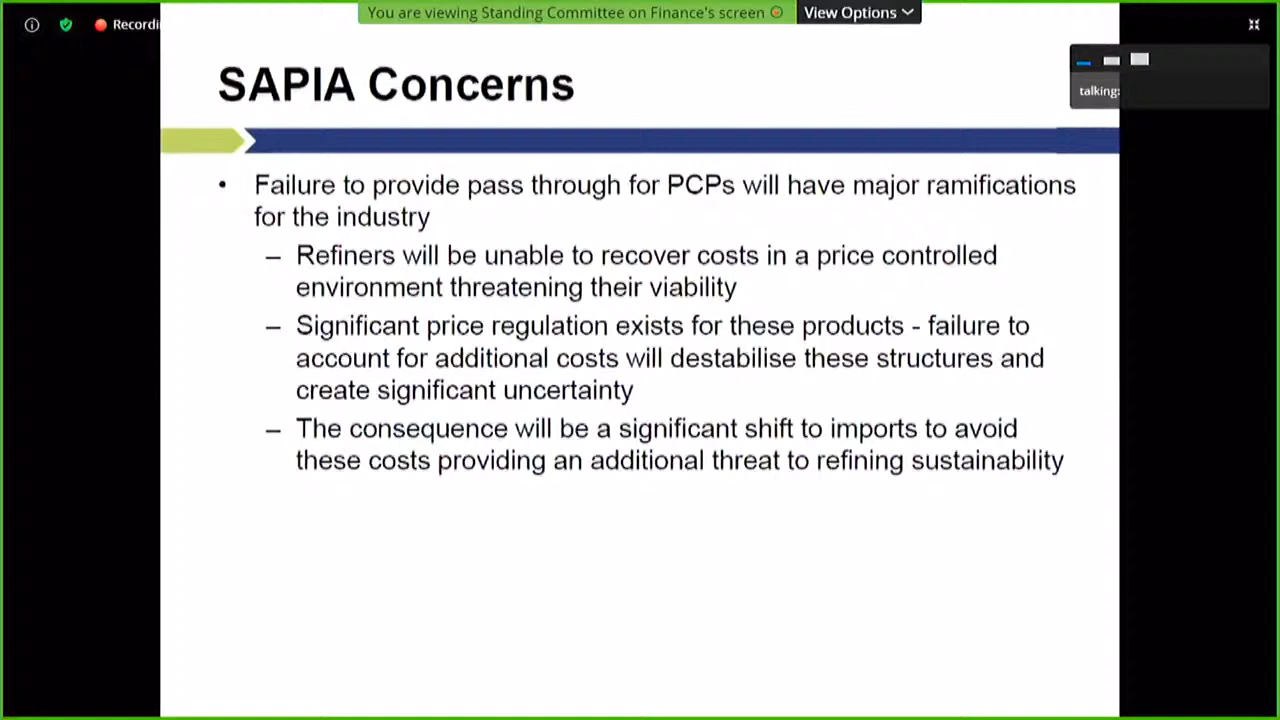 You are viewing Standing Committee on Finance's screen
View Options
talking:
SAPIA Concerns
• Failure to provide pass through for PCPs will have major ramifications
for the industry
– Refiners will be unable to recover costs in a price controlled
environment threatening their viability
– Significant price regulation exists for these products - failure to
account for additional costs will destabilise these structures and
create significant uncertainty
– The consequence will be a significant shift to imports to avoid
these costs providing an additional threat to refining sustainability